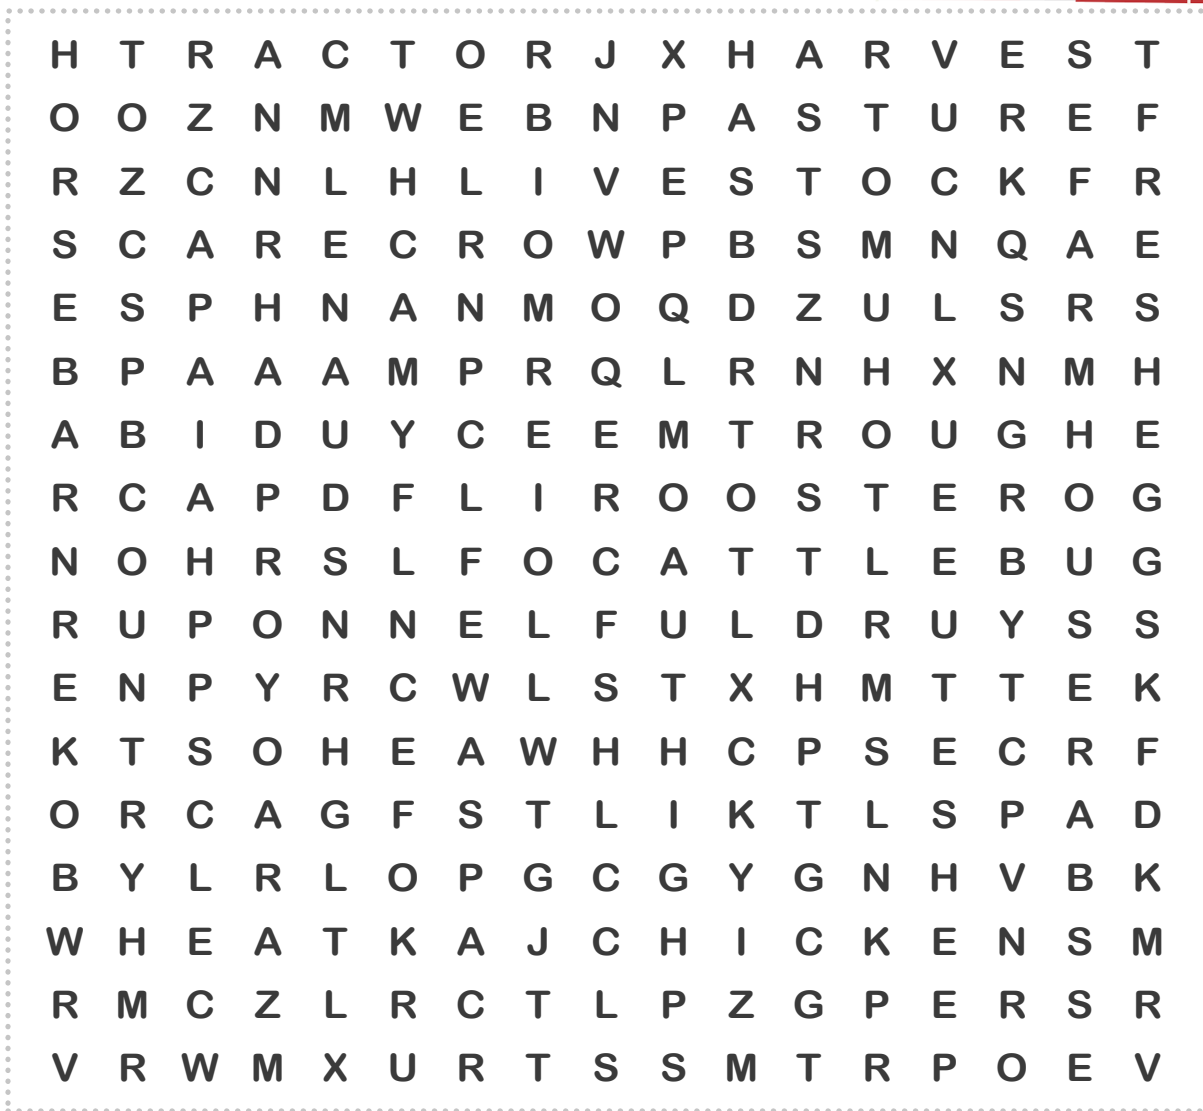 H T R A C T O R J X H A R V E S T
O O Z N M W E B N P A S T U R E F
R Z C N L H L I V E S T O C K F R
S C A R E C R O W P B S M N Q A E
E S P H N A N M O Q D Z U L S R S
B P A A A M P R Q L R N H X N M H
A B I D U Y C E E M T R O U G H E
R C A P D F L I R O O S T E R O G
N O H R S L F O C A T T L E B U G
R U P O N N E L F U L D R U Y S S
E N P Y R C W L S T X H M T T E K
K T S O H E A W H H C P S E C R F
O R C A G F S T L I K T L S P A D
B Y L R L O P G C G Y G N H V B K
W H E A T K A J C H I C K E N S M
R M C Z L R C T L P Z G P E R S R
V R W M X U R T S S M T R P O E V